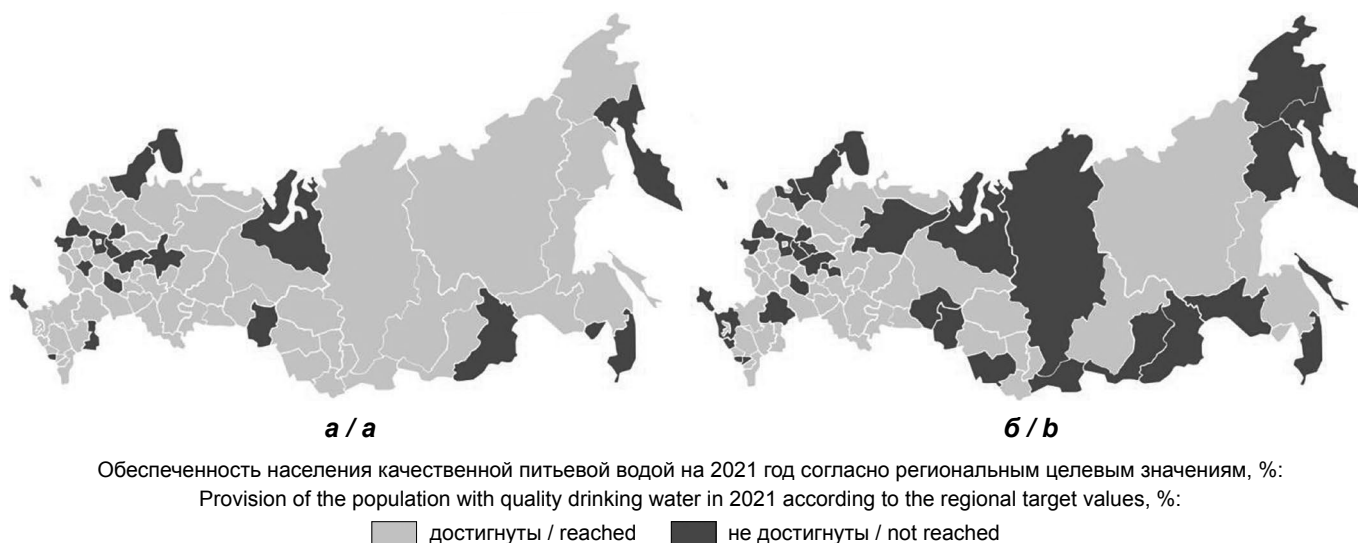 а / a
б / b
Обеспеченность населения качественной питьевой водой на 2021 год согласно региональным целевым значениям, %:
Provision of the population with quality drinking water in 2021 according to the regional target values, %:
достигнуты / reached
не достигнуты / not reached